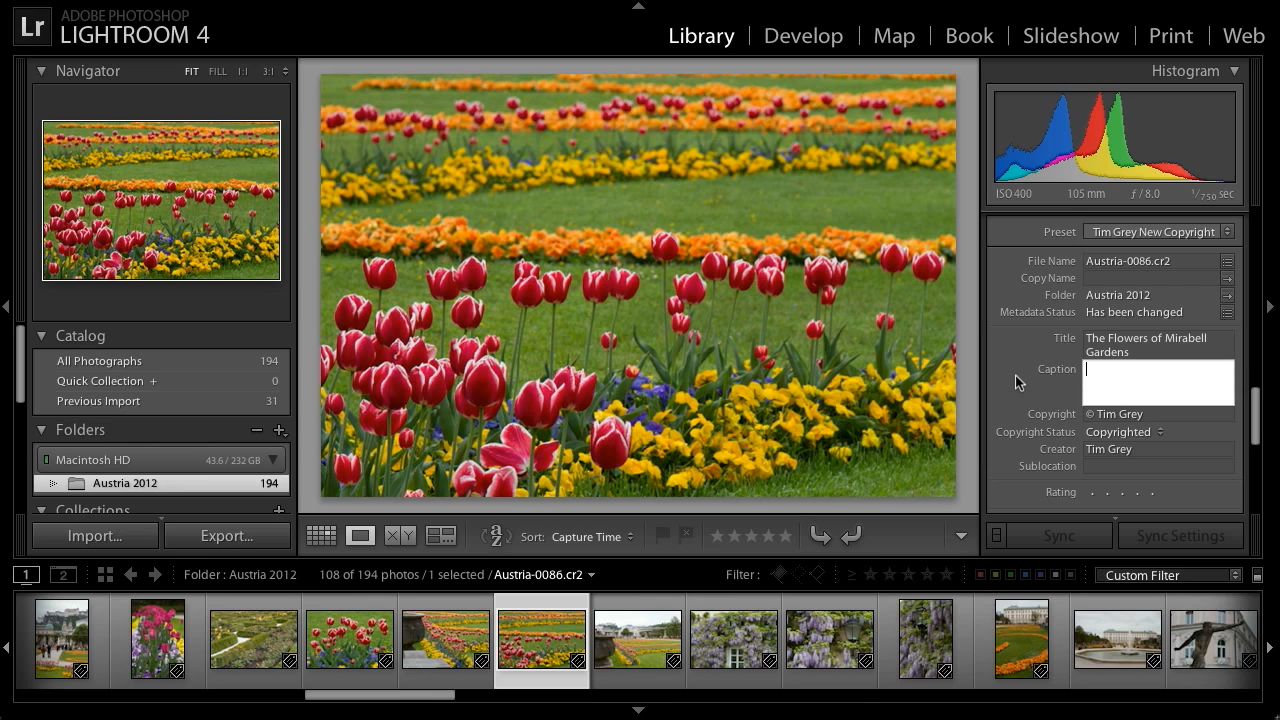 Lr
ADOBE PHOTOSHOP
LIGHTROOM 4
Library | Develop | Map | Book | Slideshow | Print | Web
Navigator FIT FILL 1:1 3:1
Histogram
ISO 400 105 mm ƒ / 8.0 1/750 sec
Preset Tim Grey New Copyright
File Name Austria-0086.cr2
Copy Name
Folder Austria 2012
Metadata Status Has been changed
Title The Flowers of Mirabell
Gardens
Caption
Copyright © Tim Grey
Copyright Status Copyrighted
Creator Tim Grey
Sublocation
Rating . . . . .
Catalog
All Photographs 194
Quick Collection + 0
Previous Import 31
Folders
Macintosh HD 43.6 / 232 GB
Austria 2012 194
Collections
Import... Export...
XY
Sort: Capture Time
Sync Sync Settings
1 2 Folder : Austria 2012 108 of 194 photos / 1 selected / Austria-0086.cr2 Filter : Custom Filter